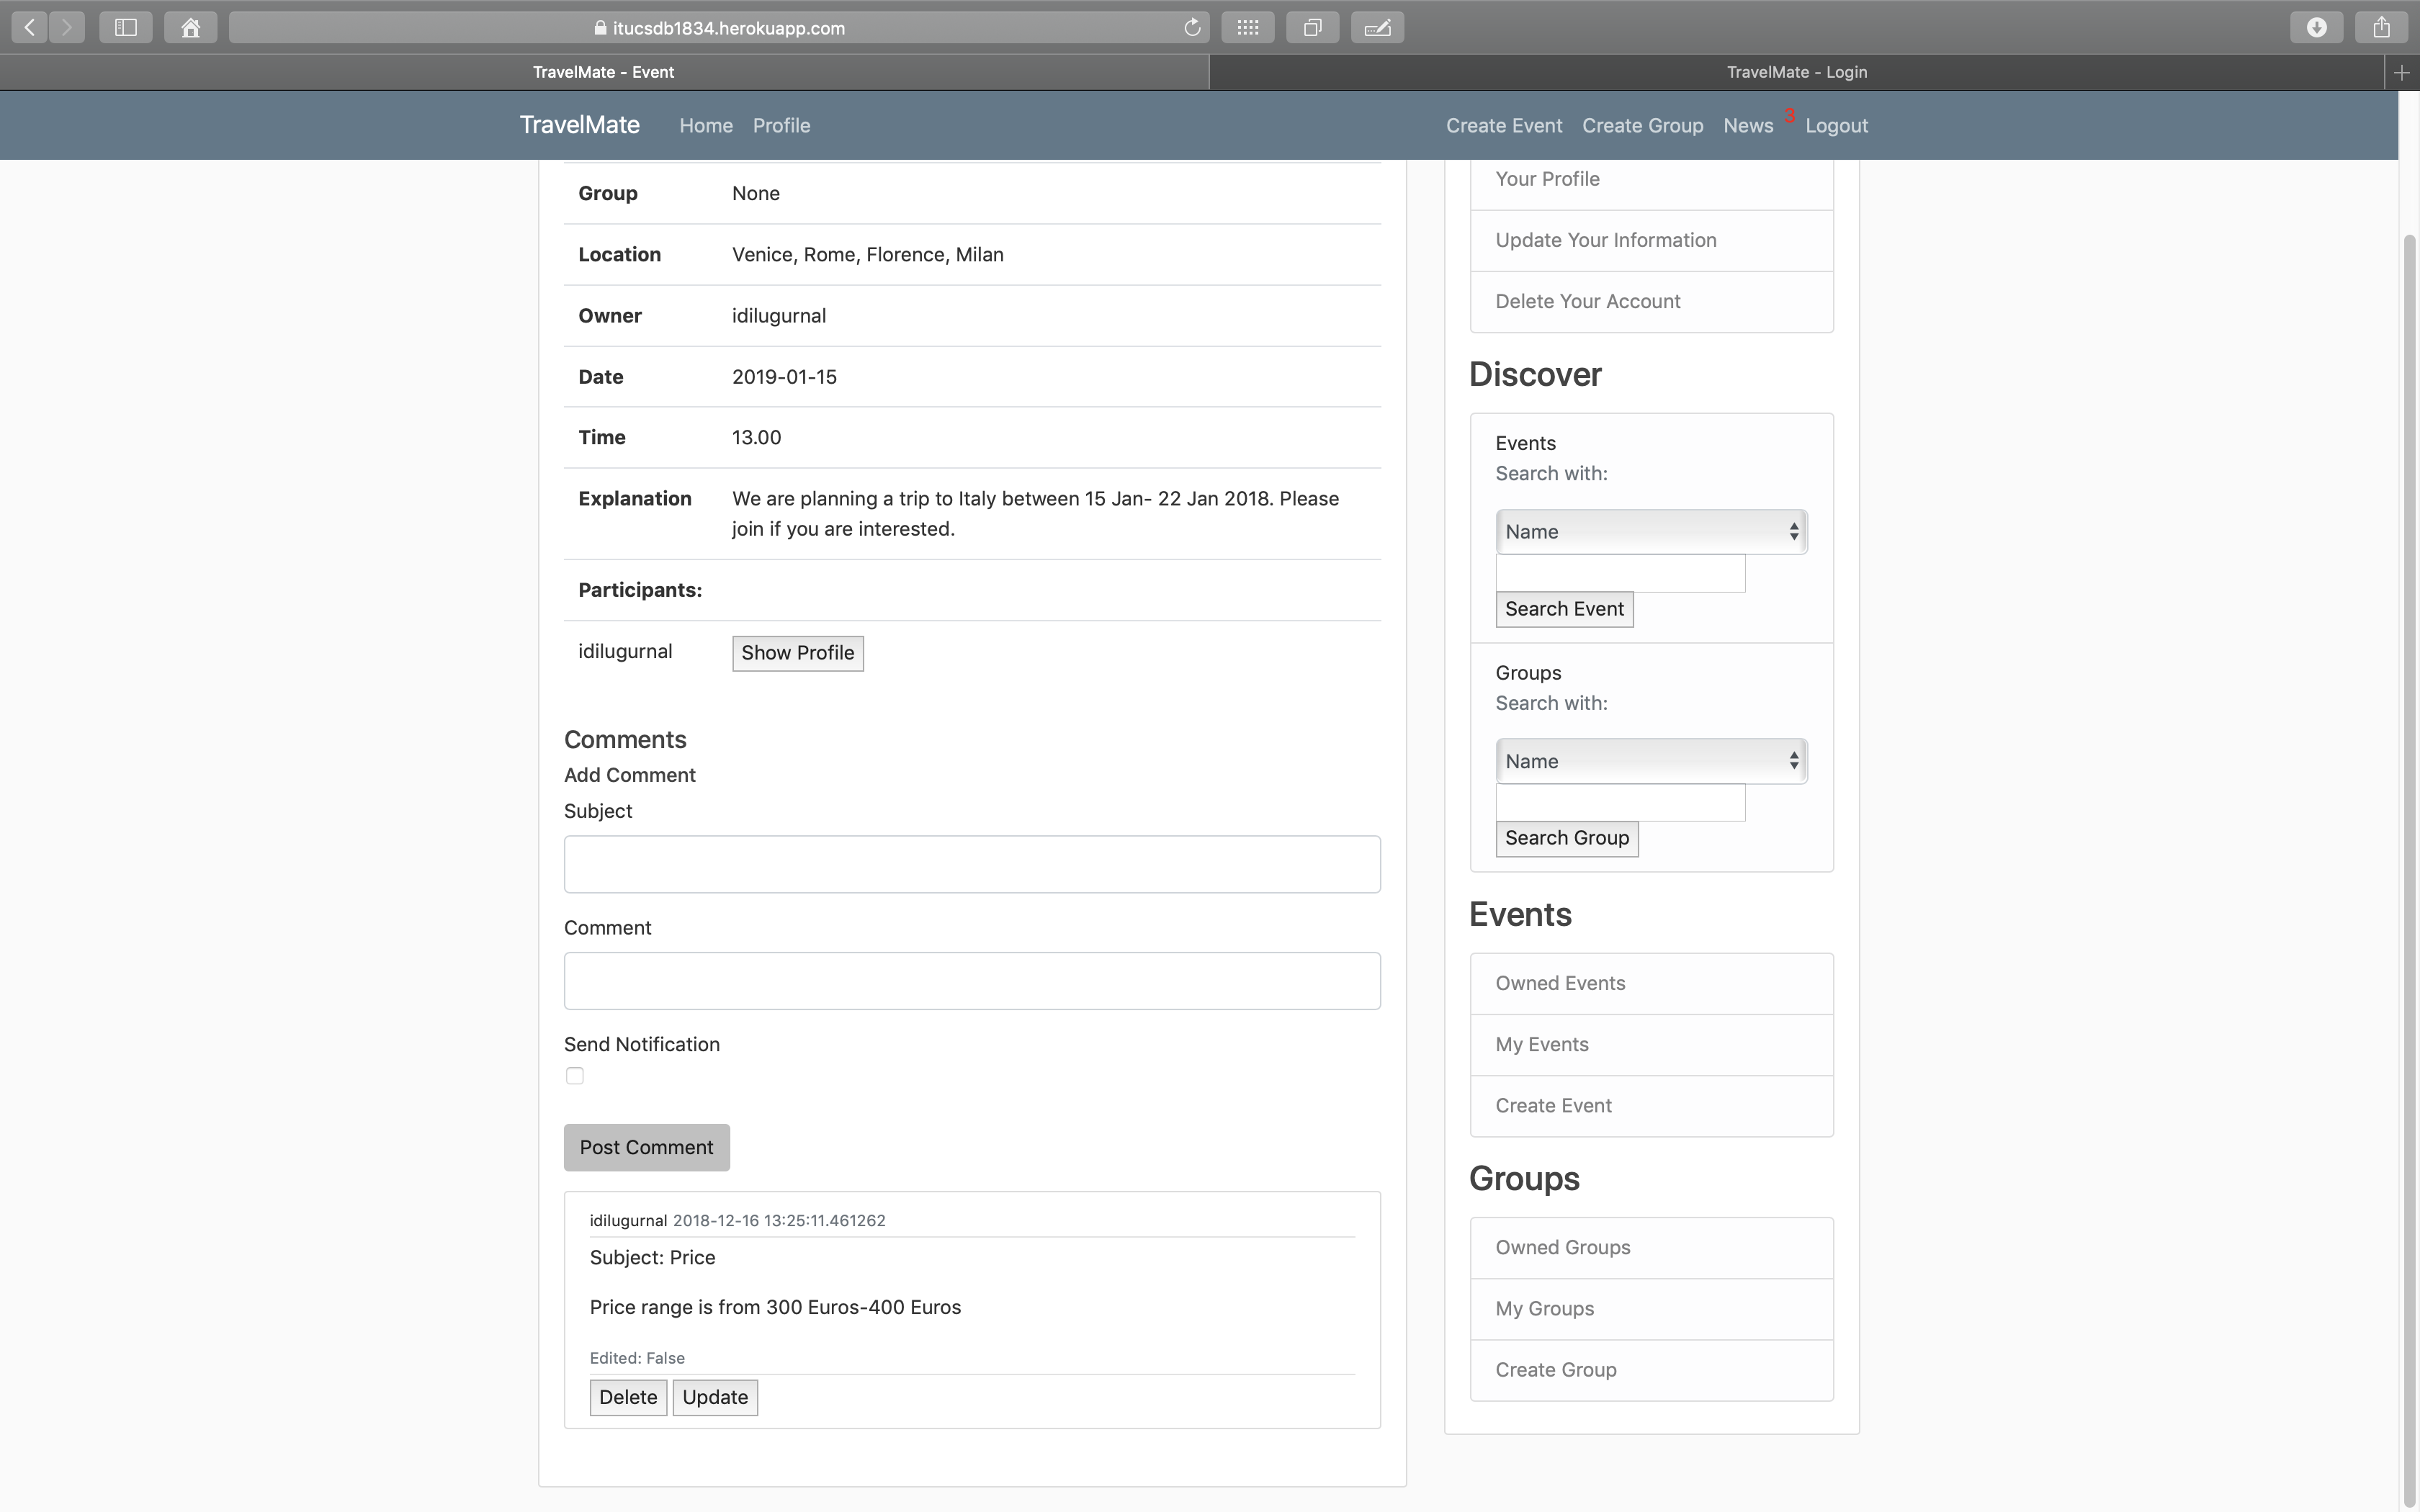 itucsdb1834.herokuapp.com
TravelMate - Event
TravelMate - Login
TravelMate
Home
Profile
Create Event
Create Group
News
3
Logout
Group None
Location Venice, Rome, Florence, Milan
Owner idilugurnal
Date 2019-01-15
Time 13.00
Explanation We are planning a trip to Italy between 15 Jan- 22 Jan 2018. Please
join if you are interested.
Participants:
idilugurnal Show Profile
Comments
Add Comment
Subject
Comment
Send Notification
Post Comment
idilugurnal 2018-12-16 13:25:11.461262
Subject: Price
Price range is from 300 Euros-400 Euros
Edited: False
Delete Update
Your Profile
Update Your Information
Delete Your Account
Discover
Events
Search with:
Name
Search Event
Groups
Search with:
Name
Search Group
Events
Owned Events
My Events
Create Event
Groups
Owned Groups
My Groups
Create Group